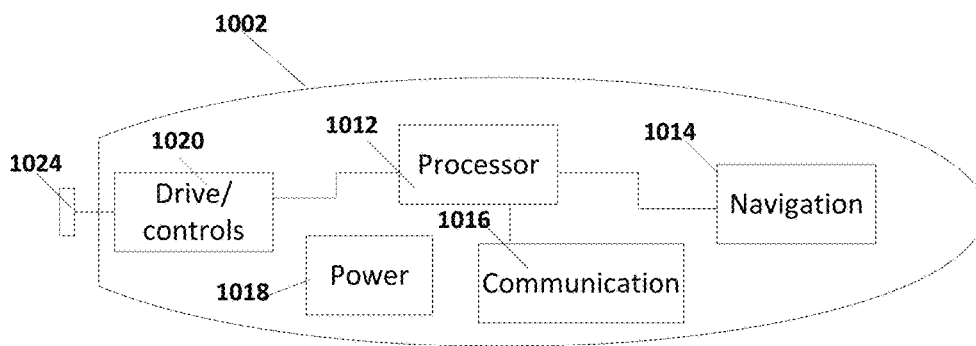 1002
1020
1012
1014
1024
Processor
Drive/
controls
Navigation
1016
1018
Power
Communication